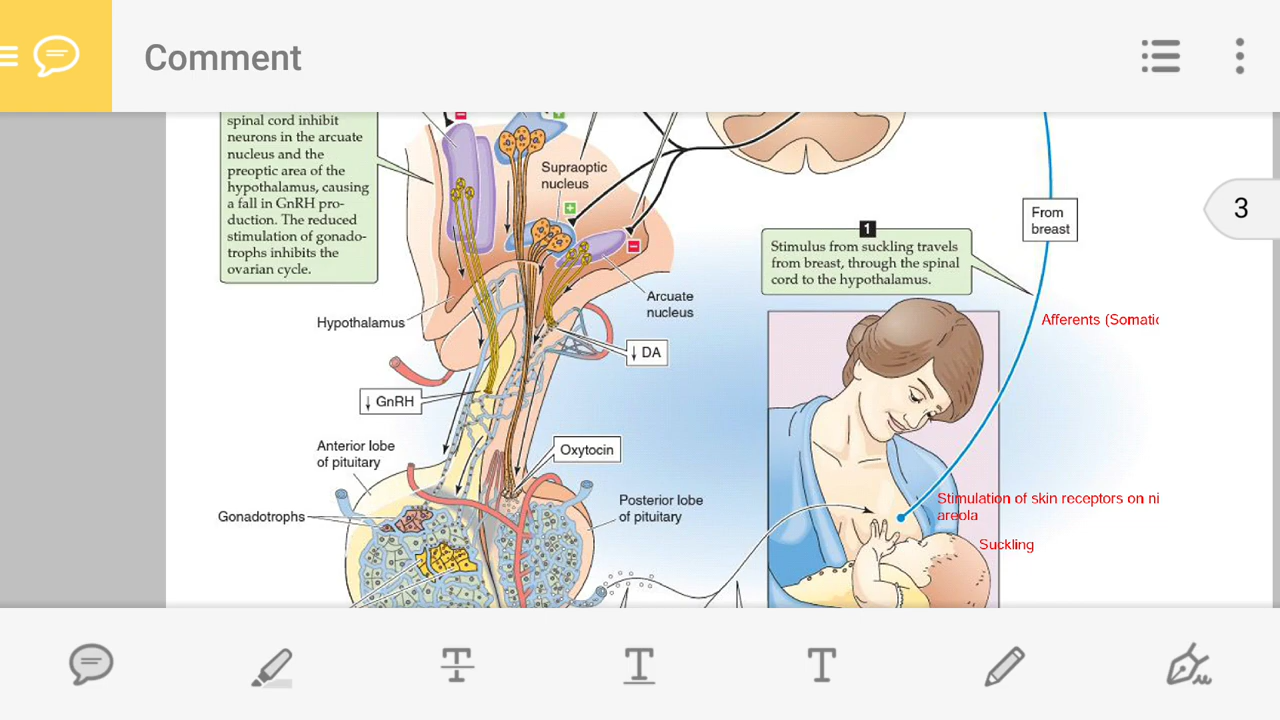 Comment
spinal cord inhibit
neurons in the arcuate
nucleus and the
preoptic area of the
hypothalamus, causing
a fall in GnRH pro-
duction. The reduced
stimulation of gonado-
trophs inhibits the
ovarian cycle.
Supraoptic
nucleus
3
From
breast
1
Stimulus from suckling travels
from breast, through the spinal
cord to the hypothalamus.
Arcuate
nucleus
Hypothalamus
Afferents (Somatic
↓ DA
↓ GnRH
Anterior lobe
of pituitary
Oxytocin
Posterior lobe
of pituitary
Gonadotrophs
Stimulation of skin receptors on ni
areola
Suckling